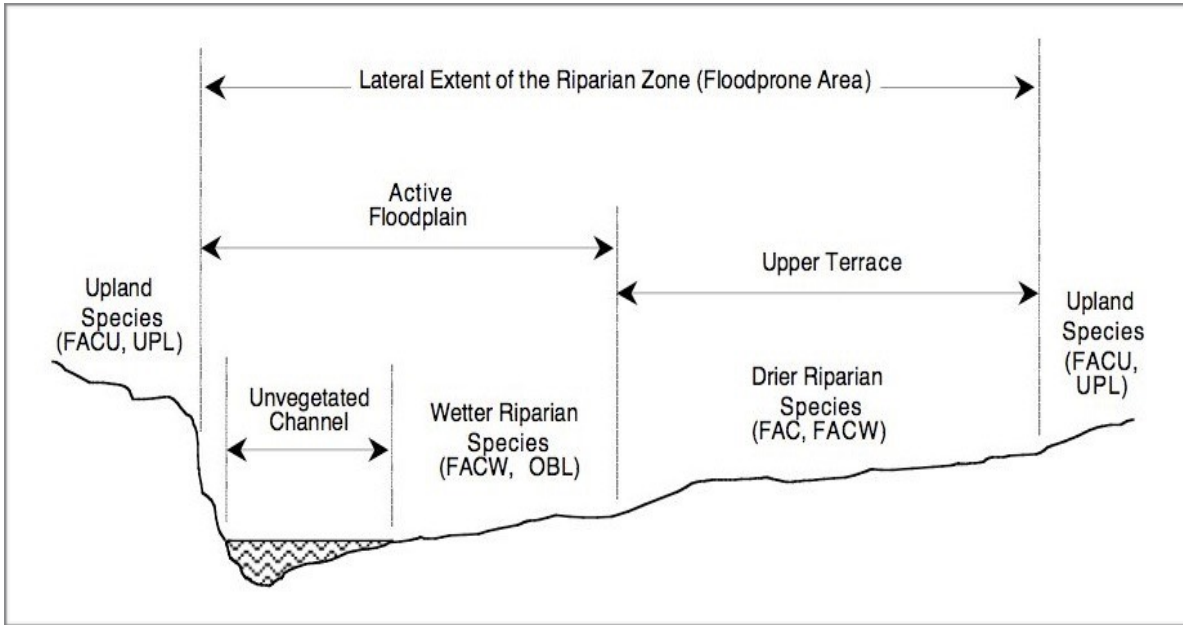 Lateral Extent of the Riparian Zone (Floodprone Area)
Active
Floodplain
Upper Terrace
Upland
Species
(FACU, UPL)
Upland
Species
(FACU,
UPL)
Unvegetated
Channel
Wetter Riparian
Species
(FACW, OBL)
Drier Riparian
Species
(FAC, FACW)